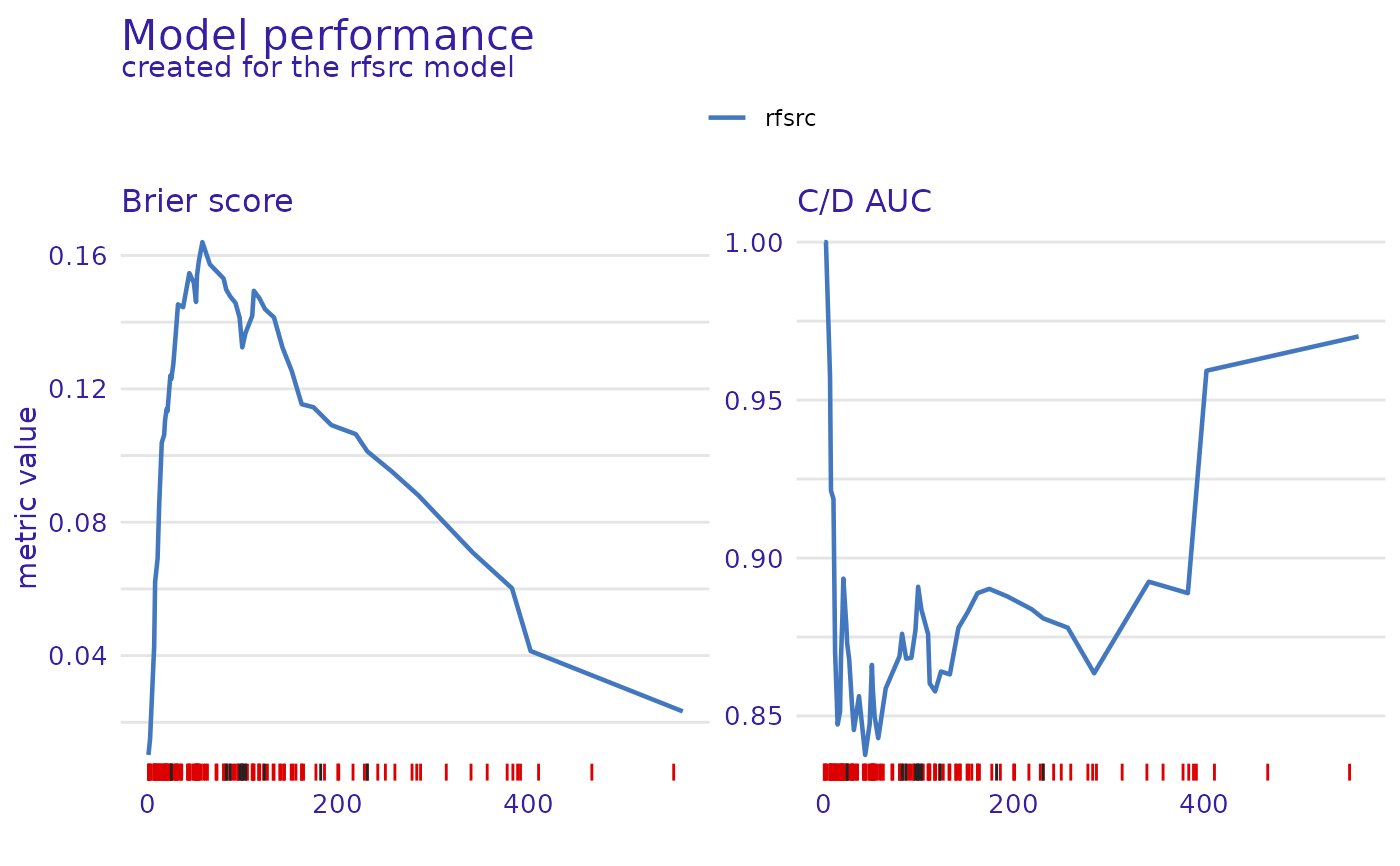 Model performance
created for the rfsrc model
rfsrc
Brier score
C/D AUC
metric value
0.16
0.12
0.08
0.04
0
200
400
1.00
0.95
0.90
0.85
0
200
400